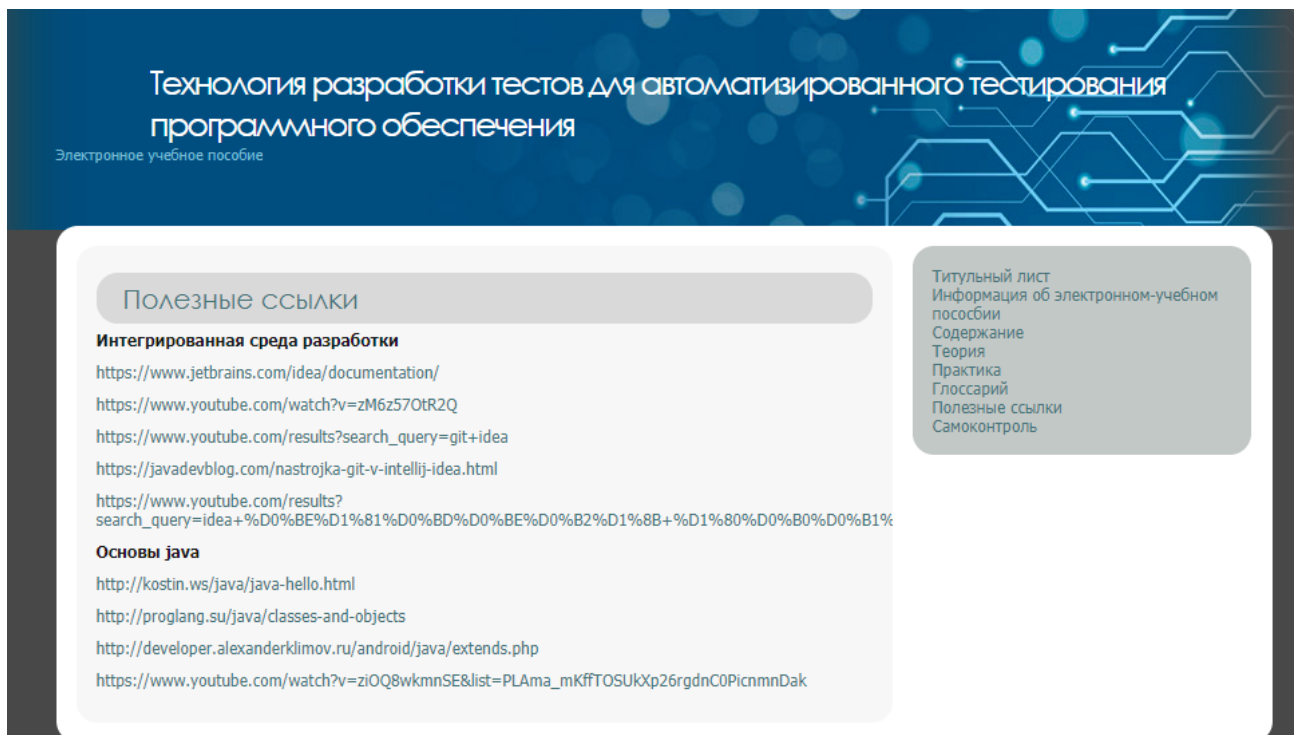 Технология разработки тестов для автоматизированного тестирования
программного обеспечения
Электронное учебное пособие
Полезные ссылки
Интегрированная среда разработки
https://www.jetbrains.com/idea/documentation/
https://www.youtube.com/watch?v=zM6z57OtR2Q
https://www.youtube.com/results?search_query=git+idea
https://javadevblog.com/nastrojka-git-v-intellij-idea.html
https://www.youtube.com/results?
search_query=idea+%D0%BE%D1%81%D0%BD%D0%BE%D0%B2%D1%8B+%D1%80%D0%B0%D0%B1%
Основы java
http://kostin.ws/java/java-hello.html
http://proglang.su/java/classes-and-objects
http://developer.alexanderklimov.ru/android/java/extends.php
https://www.youtube.com/watch?v=ziOQ8wkmnSE&list=PLAma_mKffTOSUkXp26rgdnC0PicnmnDak
Титульный лист
Информация об электронном-учебном
пососбии
Содержание
Теория
Практика
Глоссарий
Полезные ссылки
Самоконтроль